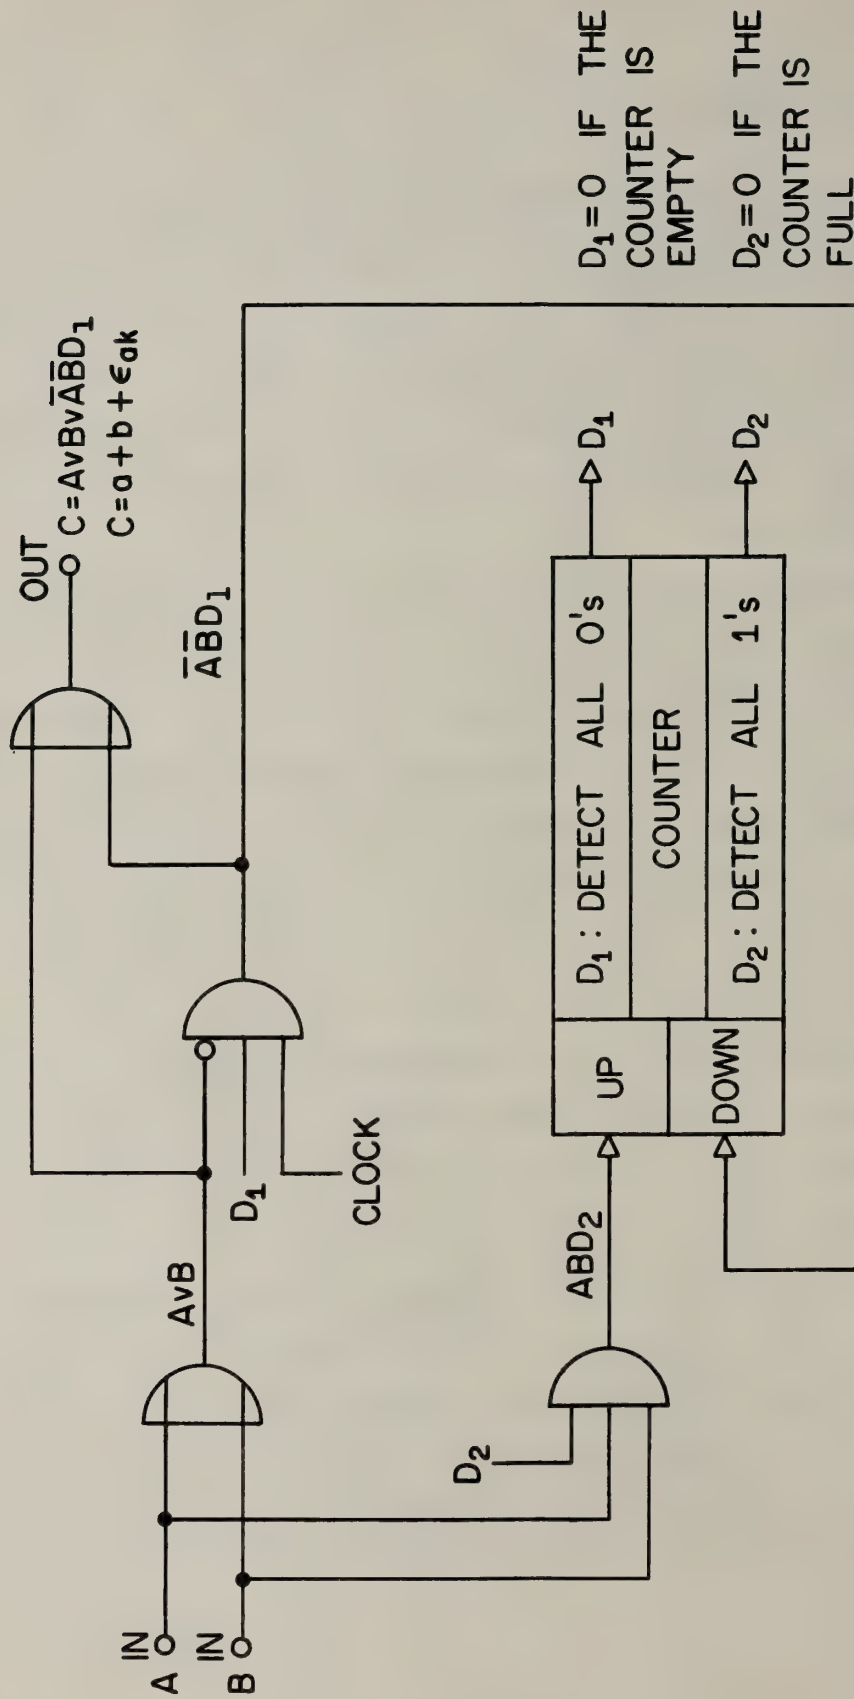 OUT
C=AvBvA̅B̅D₁
C=a+b+ϵₐₖ
A̅B̅D₁
AvB
D₁
CLOCK
IN
A
IN
B
D₂
ABD₂
UP
DOWN
D₁: DETECT ALL 0's
COUNTER
D₂: DETECT ALL 1's
D₁
D₂
D₁=0 IF THE
COUNTER IS
EMPTY
D₂=0 IF THE
COUNTER IS
FULL